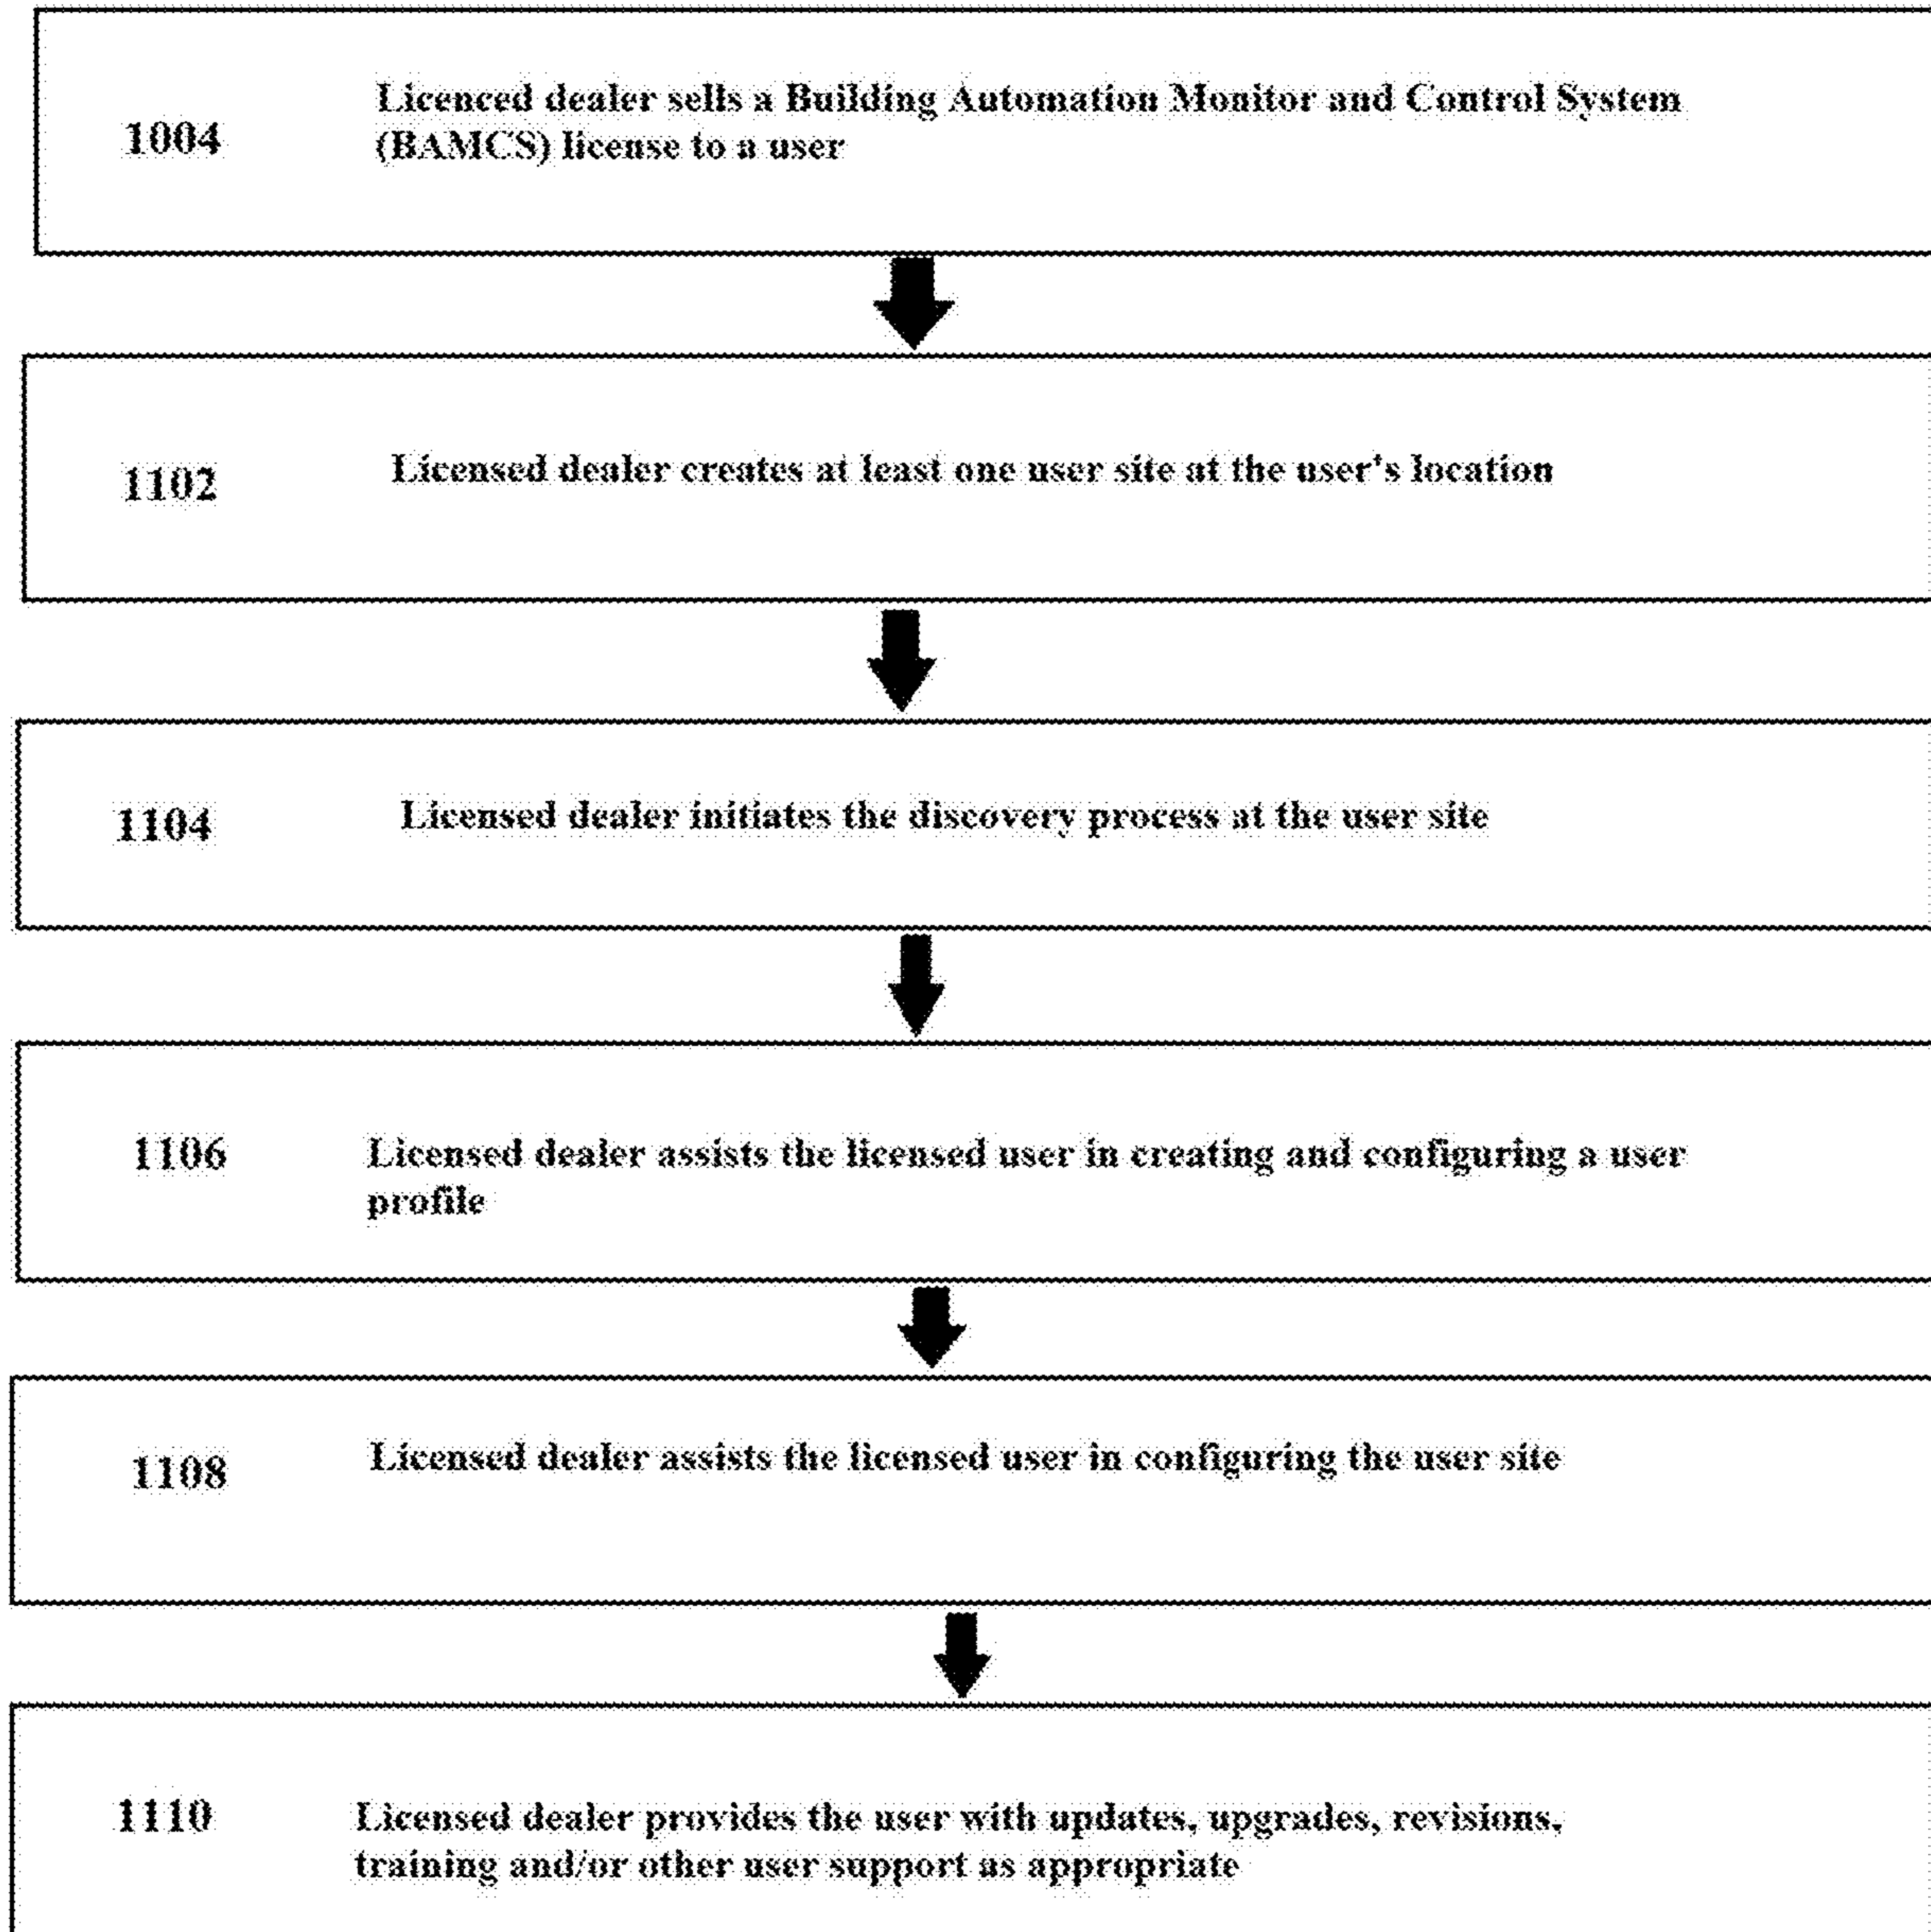 1004
Licenced dealer sells a Building Automation Monitor and Control System
(BAMCS) license to a user
1102
Licensed dealer creates at least one user site at the user's location
1104
Licensed dealer initiates the discovery process at the user site
1106
Licensed dealer assists the licensed user in creating and configuring a user
profile
1108
Licensed dealer assists the licensed user in configuring the user site
1110
Licensed dealer provides the user with updates, upgrades, revisions,
training and/or other user support as appropriate